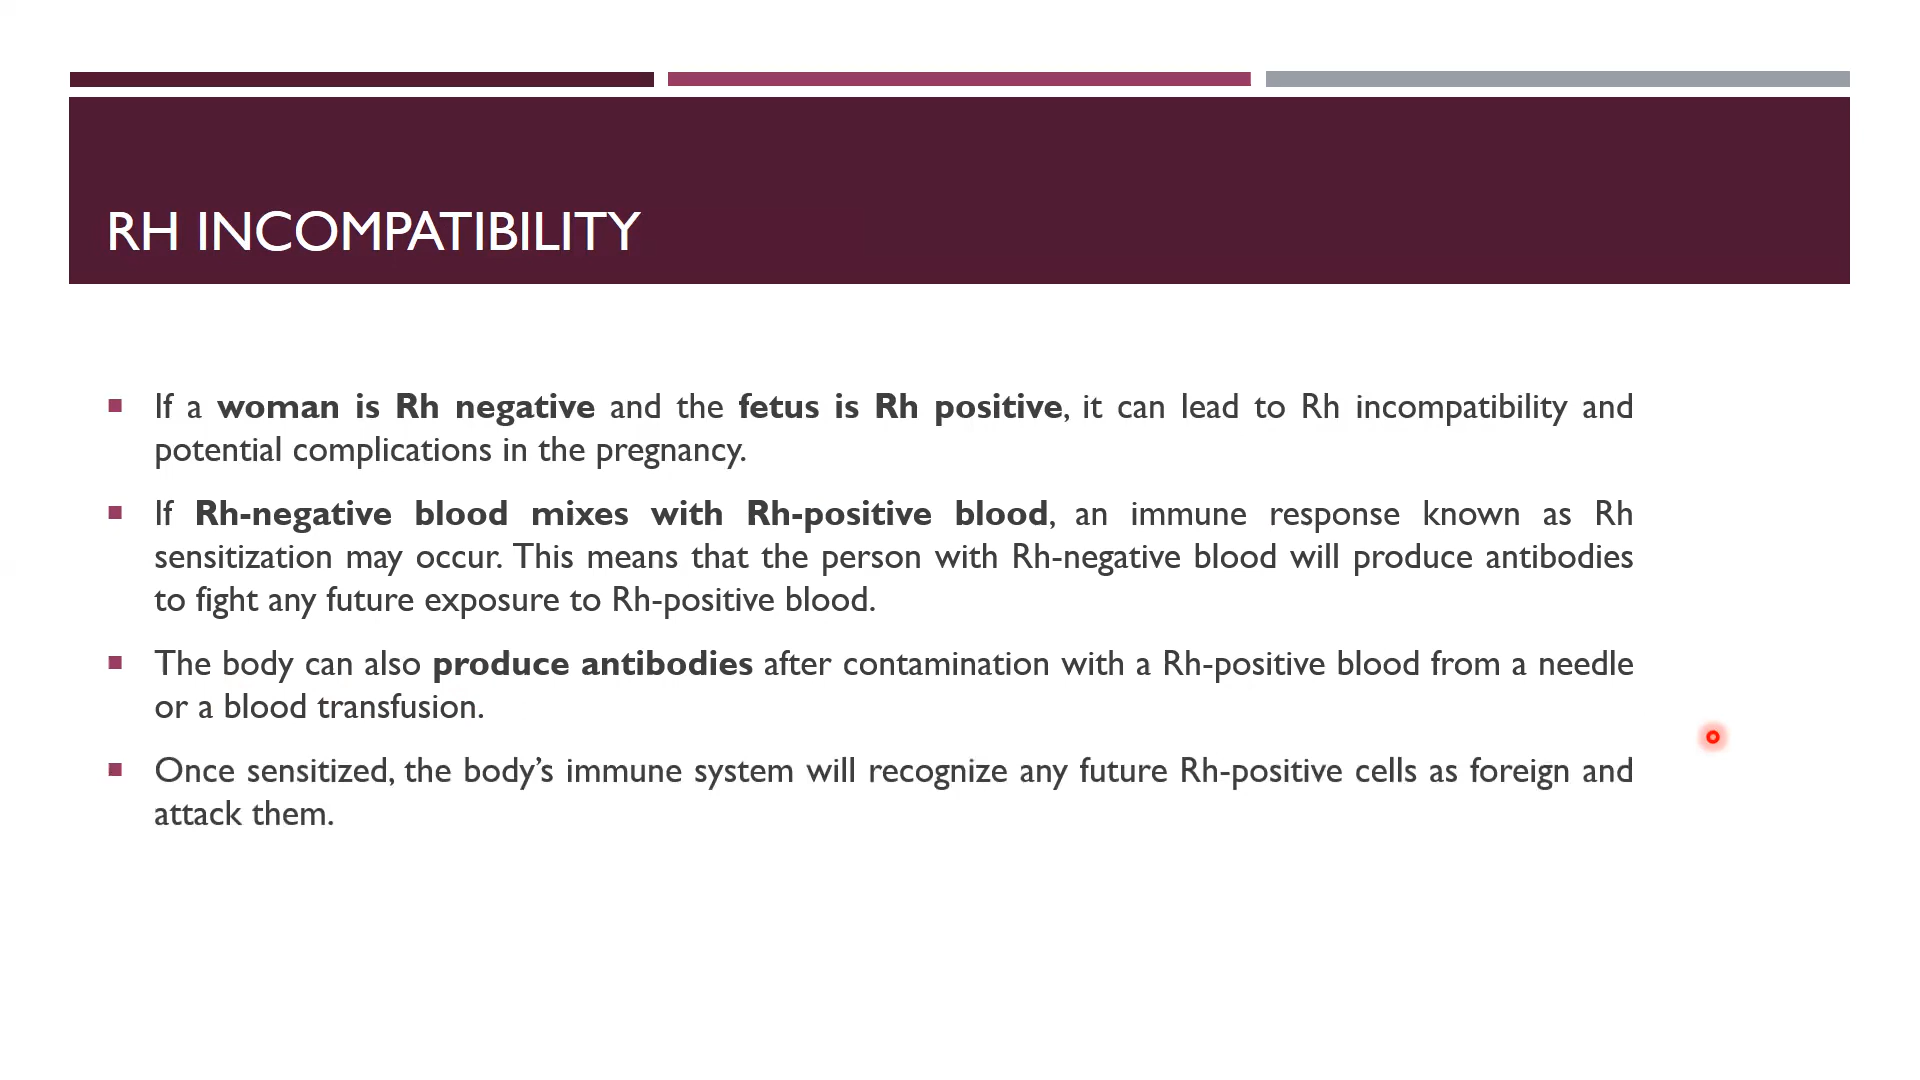 RH INCOMPATIBILITY
If a woman is Rh negative and the fetus is Rh positive, it can lead to Rh incompatibility and
potential complications in the pregnancy.
If Rh-negative blood mixes with Rh-positive blood, an immune response known as Rh
sensitization may occur. This means that the person with Rh-negative blood will produce antibodies
to fight any future exposure to Rh-positive blood.
The body can also produce antibodies after contamination with a Rh-positive blood from a needle
or a blood transfusion.
Once sensitized, the body’s immune system will recognize any future Rh-positive cells as foreign and
attack them.